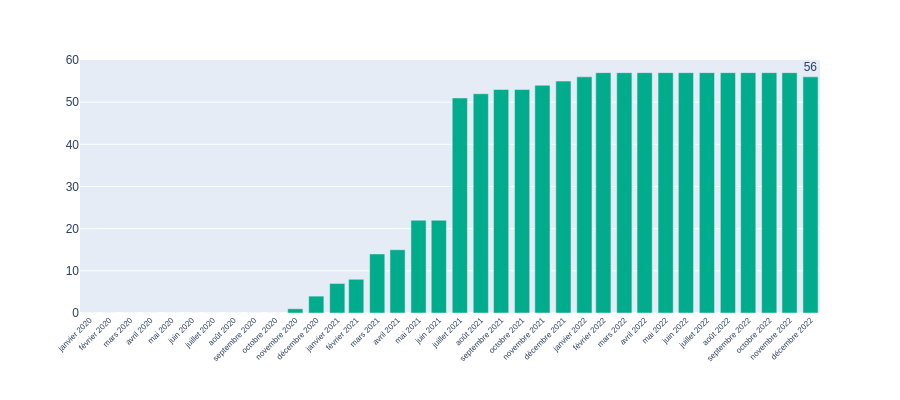 60
56
50
40
30
20
10
0
janvier 2020
février 2020
mars 2020
avril 2020
mai 2020
juin 2020
juillet 2020
août 2020
septembre 2020
octobre 2020
novembre 2020
décembre 2020
janvier 2021
février 2021
mars 2021
avril 2021
mai 2021
juin 2021
juillet 2021
août 2021
septembre 2021
octobre 2021
novembre 2021
décembre 2021
janvier 2022
février 2022
mars 2022
avril 2022
mai 2022
juin 2022
juillet 2022
août 2022
septembre 2022
octobre 2022
novembre 2022
décembre 2022